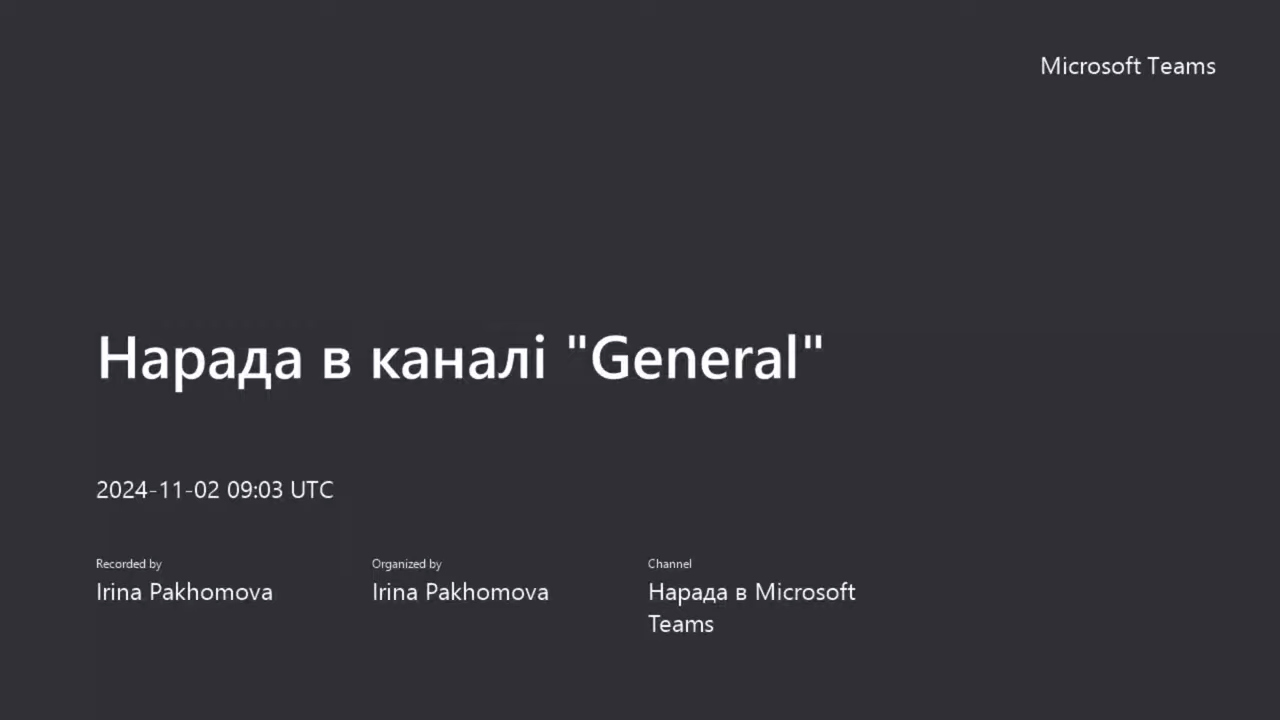 Microsoft Teams
Нарада в каналі "General"
2024-11-02 09:03 UTC
Recorded by
Irina Pakhomova
Organized by
Irina Pakhomova
Channel
Нарада в Microsoft
Teams